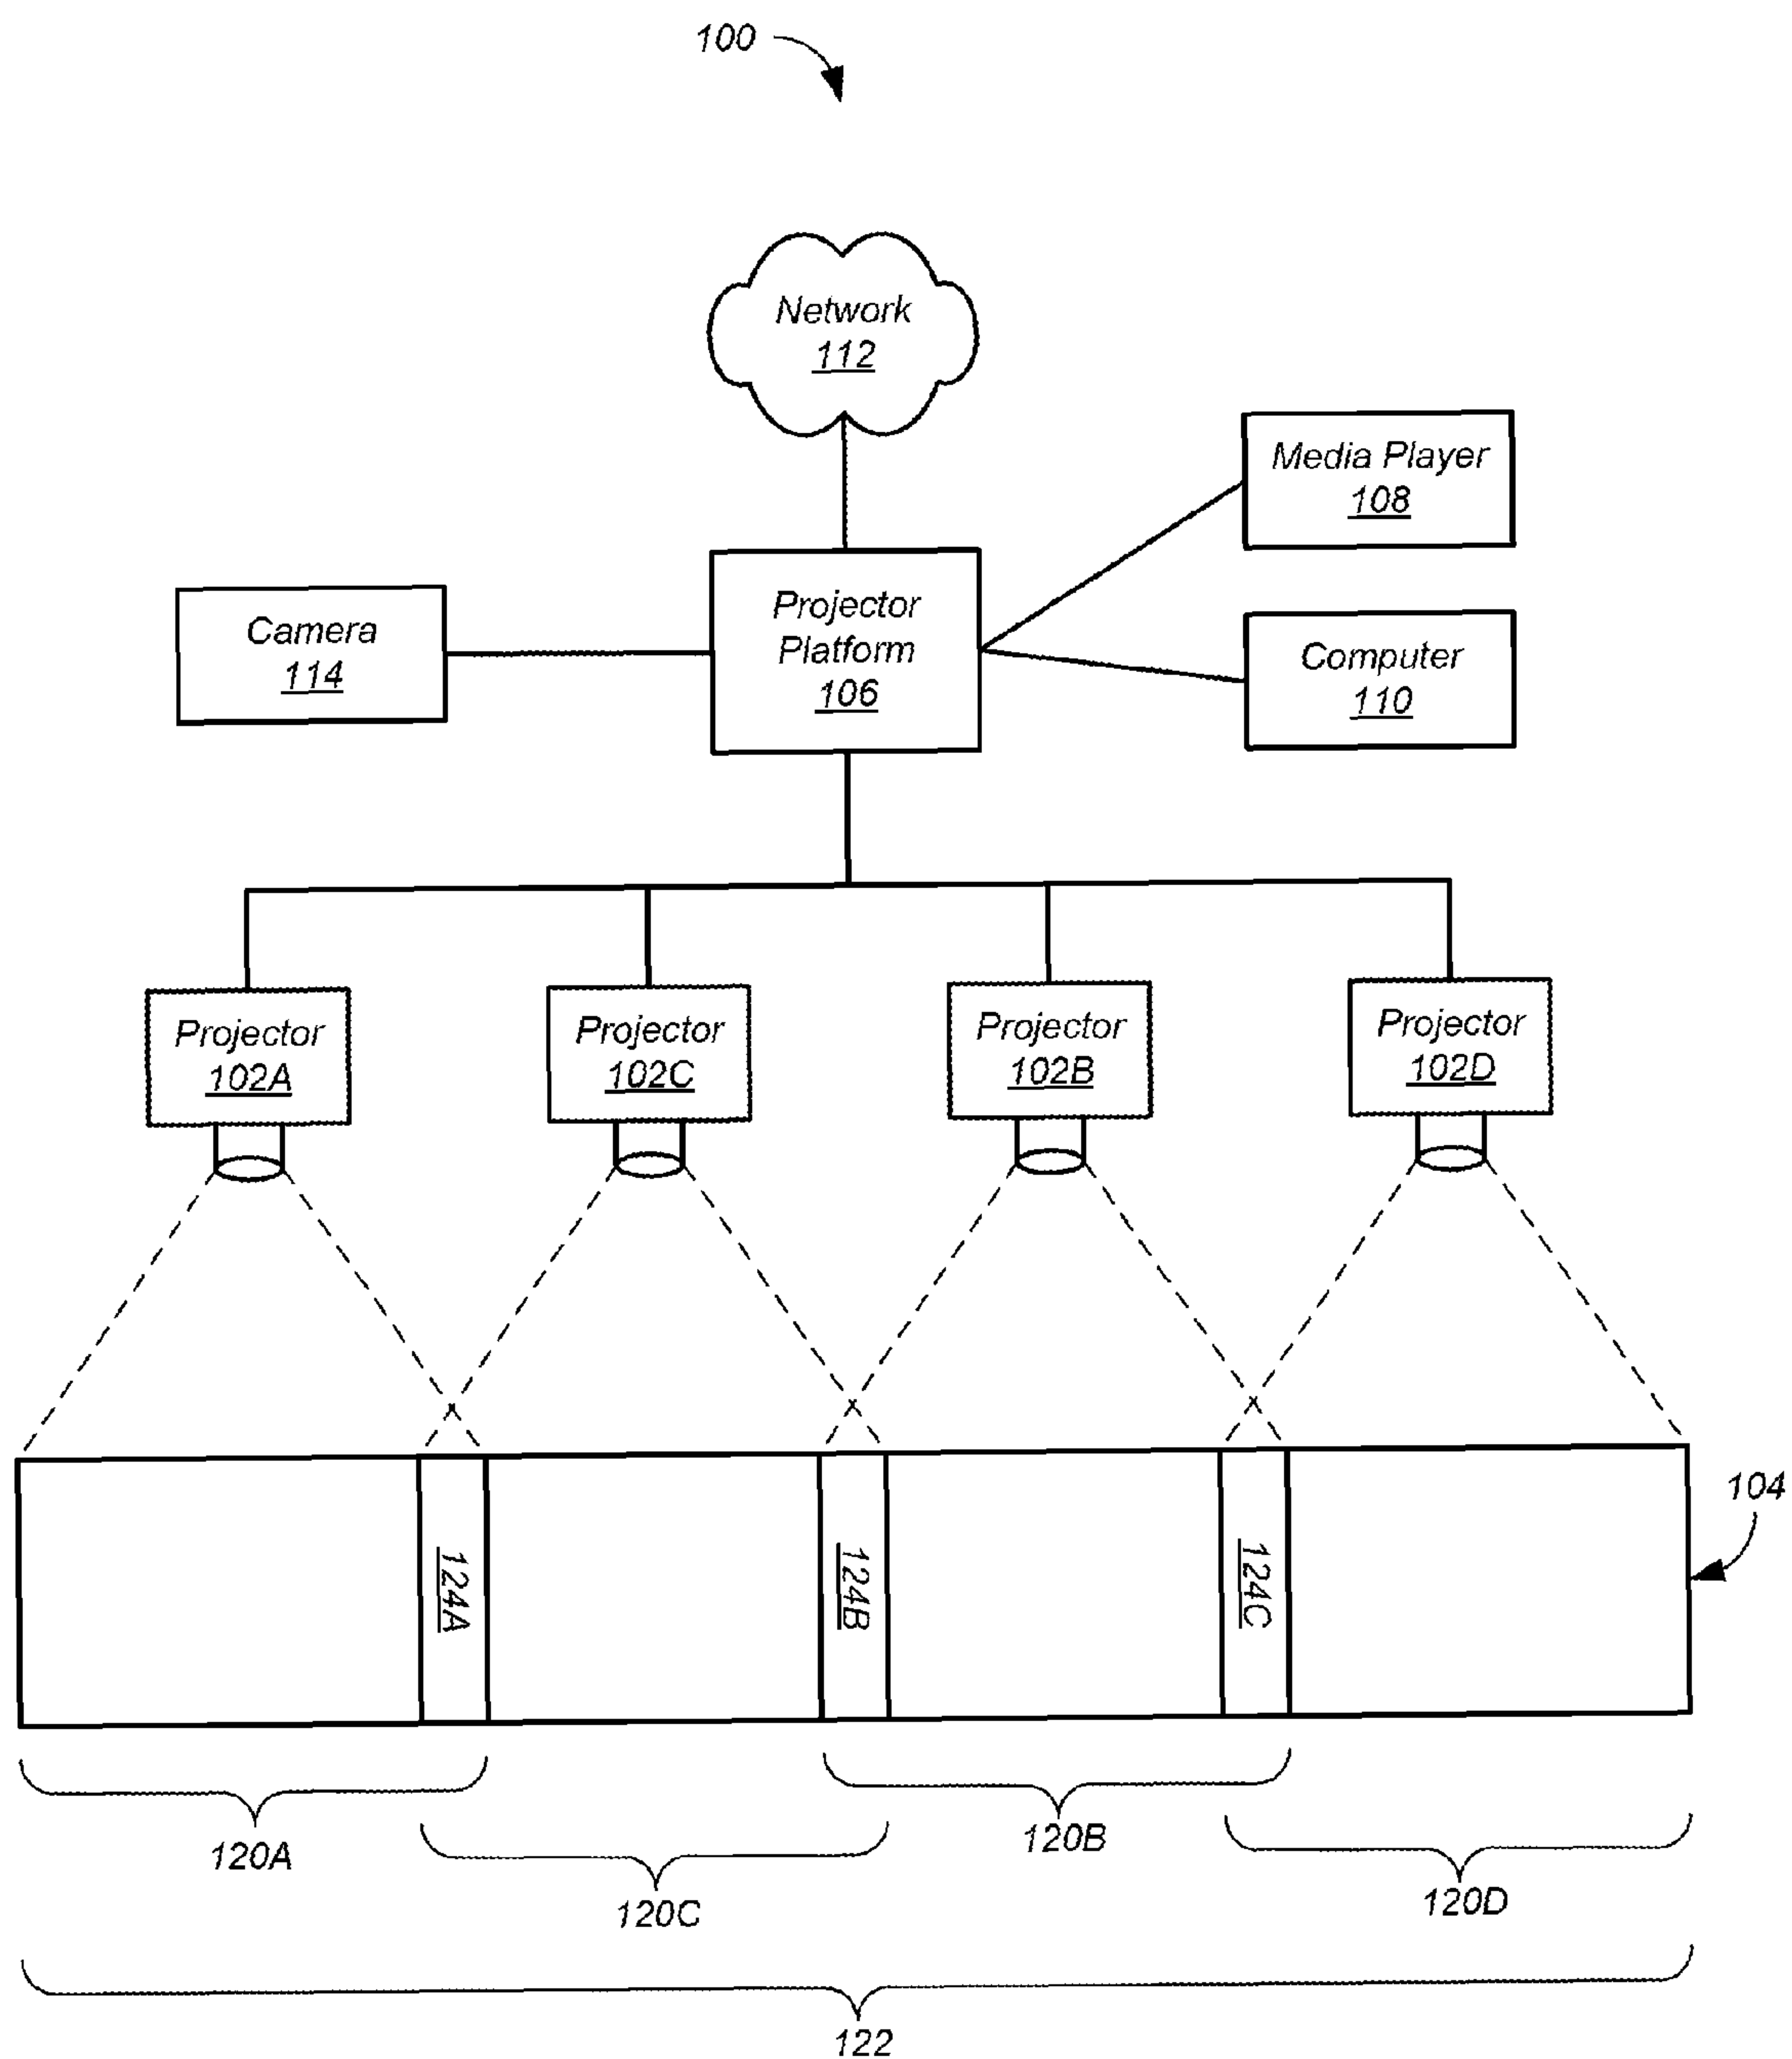 100
Network
112
Media Player
108
Camera
114
Projector
Platform
106
Computer
110
Projector
102A
Projector
102C
Projector
102B
Projector
102D
104
124A
124B
124C
120A
120C
120B
120D
122